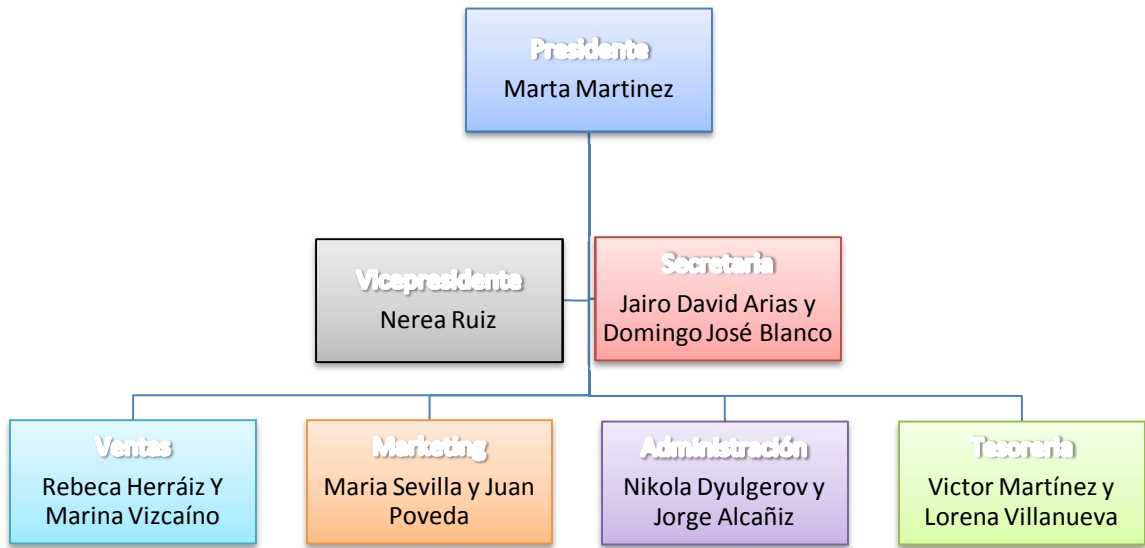 Presidente
Marta Martinez
Vicepresidente
Nerea Ruiz
Secretaria
Jairo David Arias y
Domingo José Blanco
Ventas
Rebeca Herráiz Y
Marina Vizcaíno
Marketing
Maria Sevilla y Juan
Poveda
Administración
Nikola Dyulgerov y
Jorge Alcañiz
Tesoreria
Victor Martínez y
Lorena Villanueva